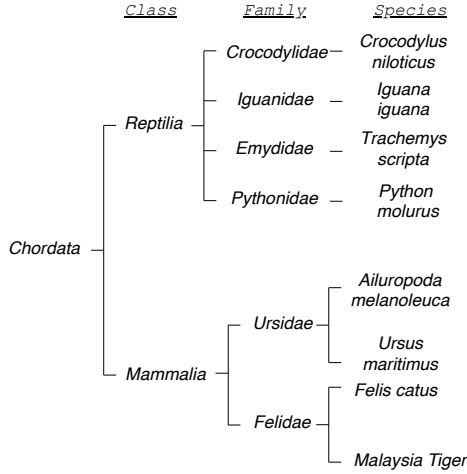 Class Family Species
Crocodylidae Crocodylus
niloticus
Reptilia Iguanidae Iguana
iguana
Emydidae Trachemys
scripta
Pythonidae Python
molurus
Chordata
Ailuropoda
melanoleuca
Ursidae
Ursus
maritimus
Mammalia
Felis catus
Felidae
Malaysia Tiger